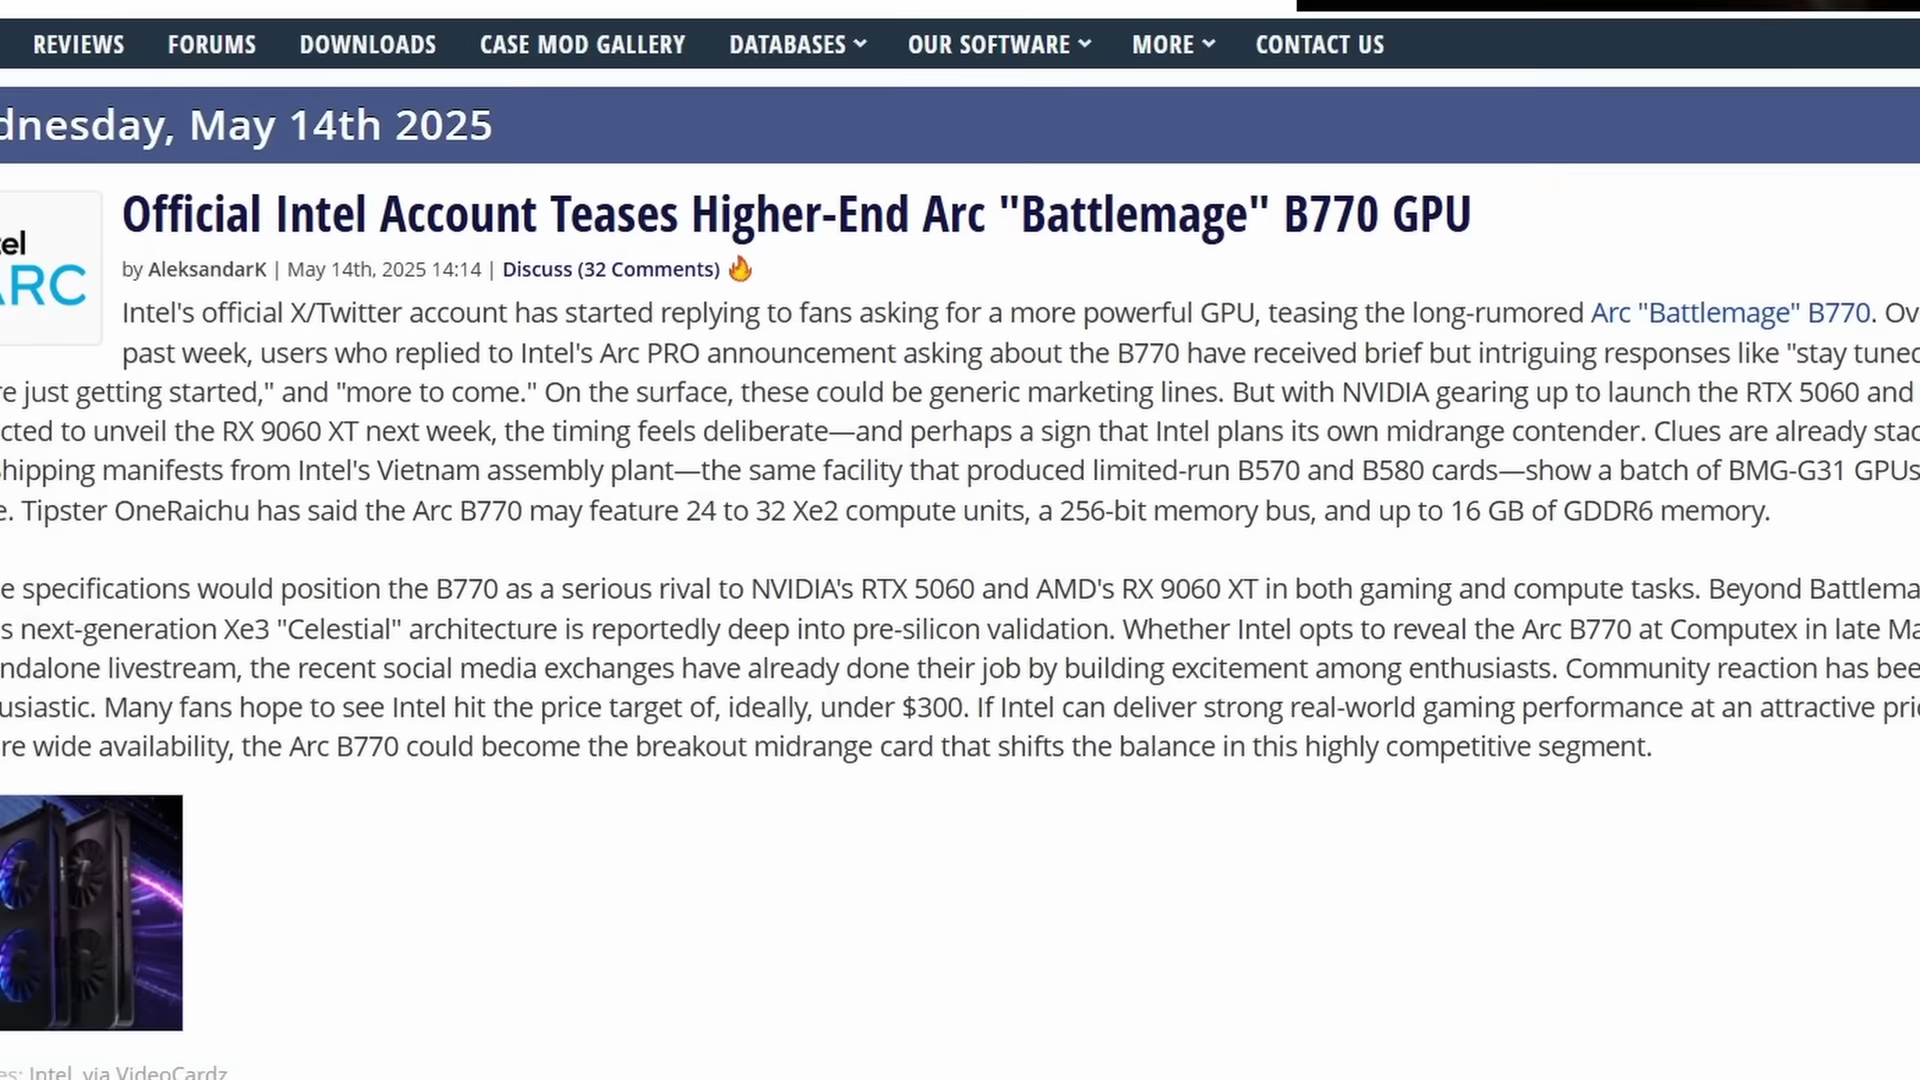 REVIEWS FORUMS DOWNLOADS CASE MOD GALLERY DATABASES OUR SOFTWARE MORE CONTACT US
dnesday, May 14th 2025
tel
ARC
Official Intel Account Teases Higher-End Arc "Battlemage" B770 GPU
by AleksandarK | May 14th, 2025 14:14 | Discuss (32 Comments)
Intel's official X/Twitter account has started replying to fans asking for a more powerful GPU, teasing the long-rumored Arc "Battlemage" B770. Ov
past week, users who replied to Intel's Arc PRO announcement asking about the B770 have received brief but intriguing responses like "stay tuned
re just getting started," and "more to come." On the surface, these could be generic marketing lines. But with NVIDIA gearing up to launch the RTX 5060 and
cted to unveil the RX 9060 XT next week, the timing feels deliberate—and perhaps a sign that Intel plans its own midrange contender. Clues are already stac
hipping manifests from Intel's Vietnam assembly plant—the same facility that produced limited-run B570 and B580 cards—show a batch of BMG-G31 GPUs
e. Tipster OneRaichu has said the Arc B770 may feature 24 to 32 Xe2 compute units, a 256-bit memory bus, and up to 16 GB of GDDR6 memory.
e specifications would position the B770 as a serious rival to NVIDIA's RTX 5060 and AMD's RX 9060 XT in both gaming and compute tasks. Beyond Battlema
s next-generation Xe3 "Celestial" architecture is reportedly deep into pre-silicon validation. Whether Intel opts to reveal the Arc B770 at Computex in late Ma
ndalone livestream, the recent social media exchanges have already done their job by building excitement among enthusiasts. Community reaction has bee
usiastic. Many fans hope to see Intel hit the price target of, ideally, under $300. If Intel can deliver strong real-world gaming performance at an attractive pri
re wide availability, the Arc B770 could become the breakout midrange card that shifts the balance in this highly competitive segment.
es: Intel, via VideoCardz